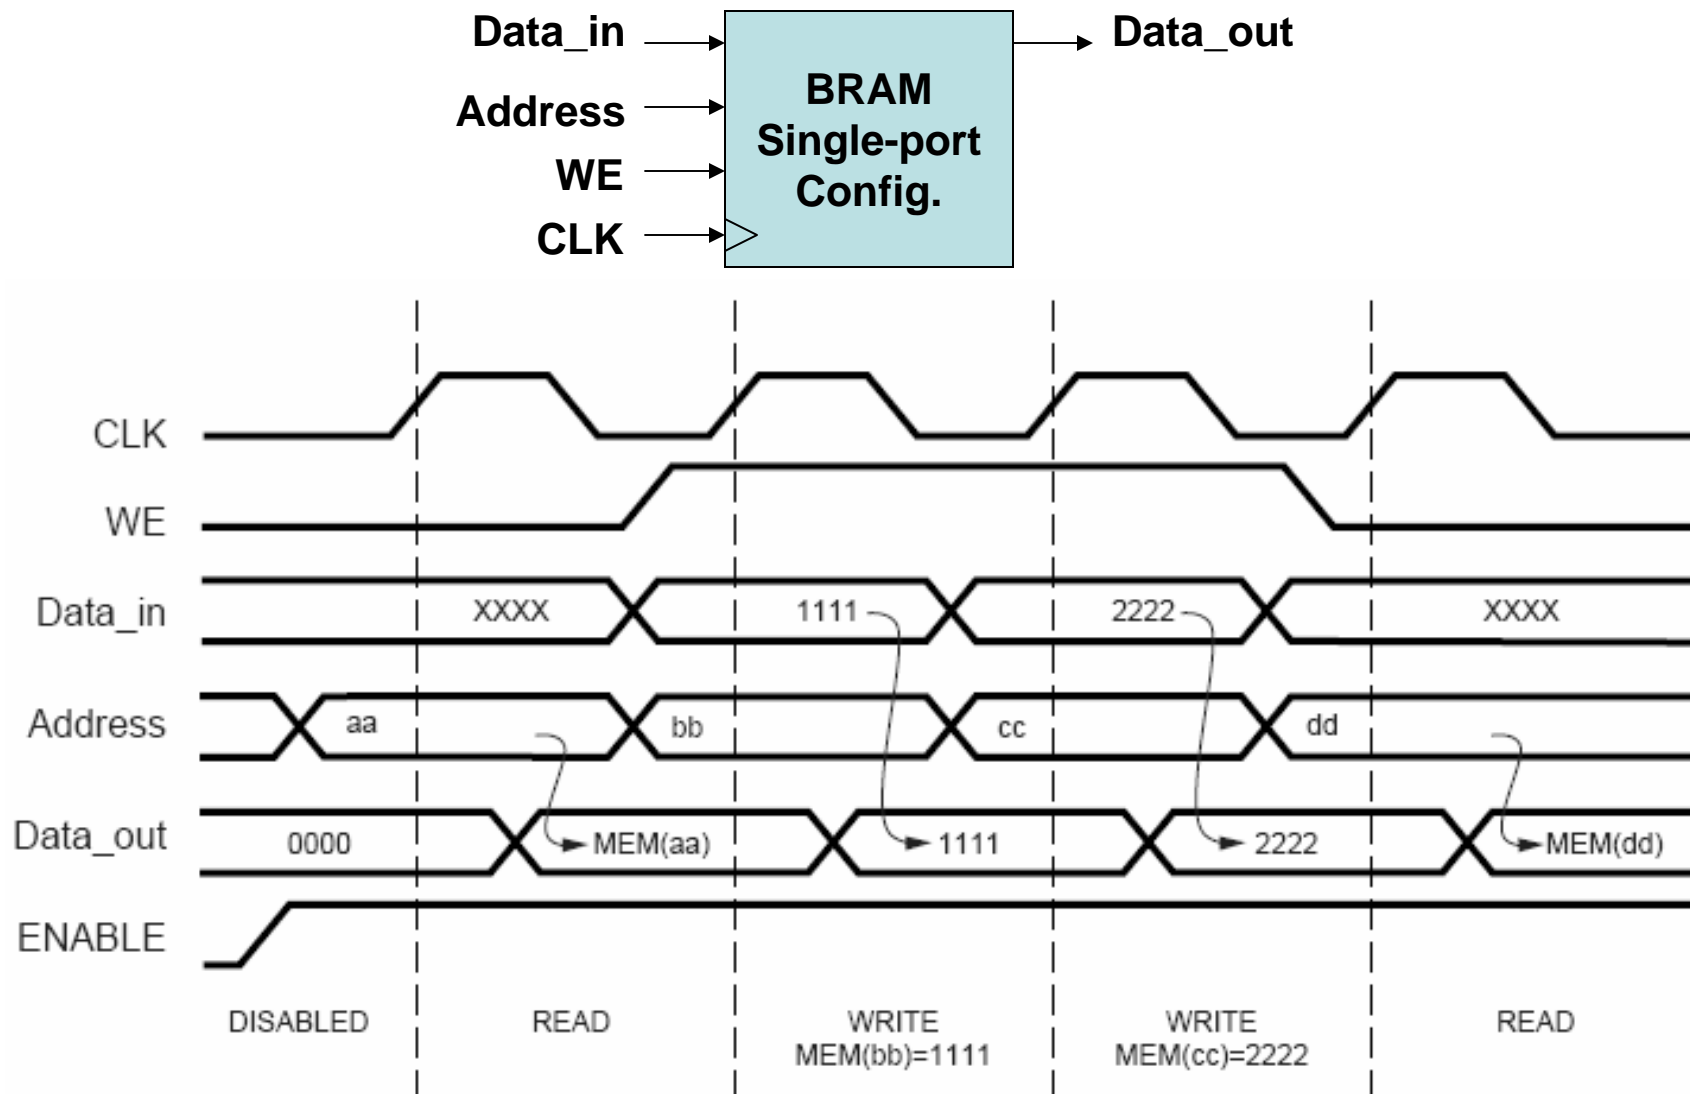 Data_in
Data_out
Address
WE
CLK
BRAM
Single-port
Config.
CLK
WE
Data_in
XXXX
1111
2222
XXXX
Address
aa
bb
cc
dd
Data_out
0000
MEM(aa)
1111
2222
MEM(dd)
ENABLE
DISABLED
READ
WRITE
MEM(bb)=1111
WRITE
MEM(cc)=2222
READ